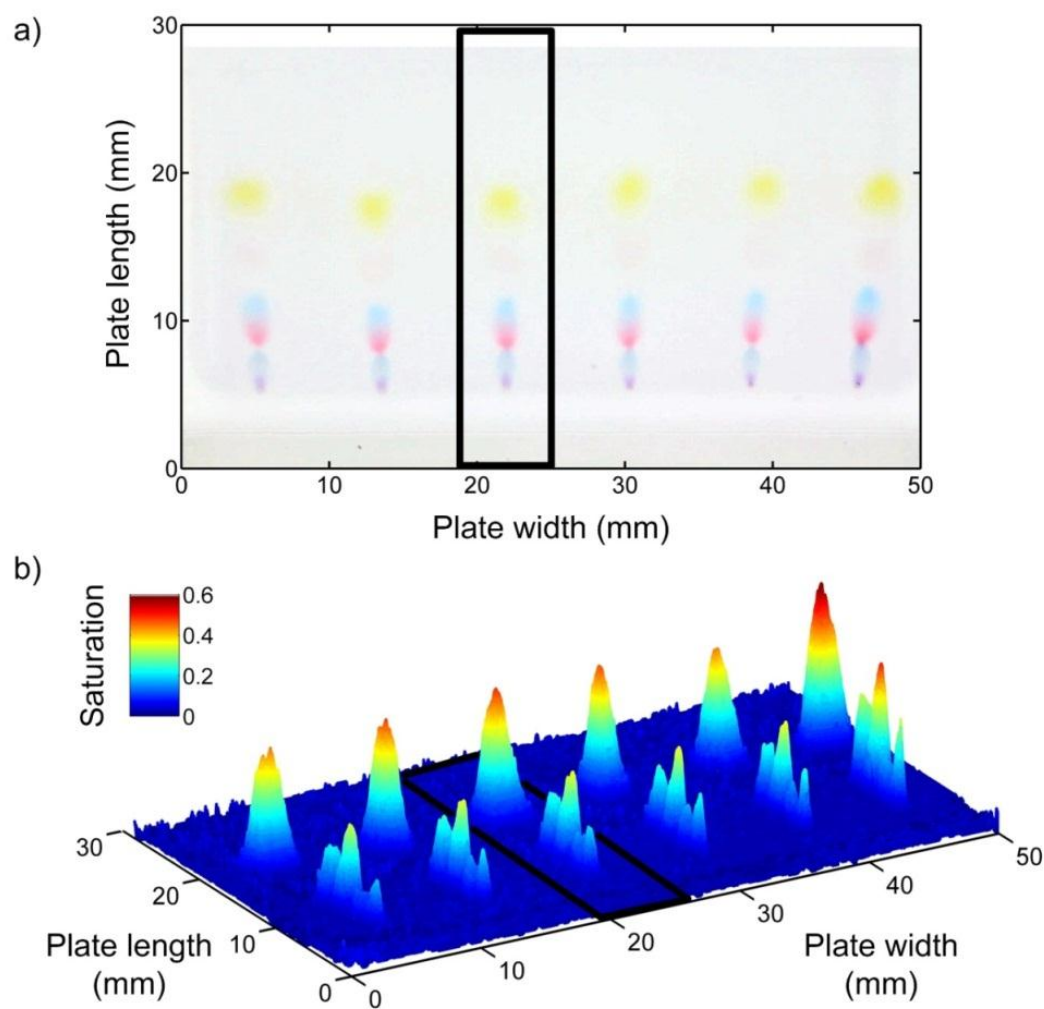 a)
30
20
10
0
Plate length (mm)
0 10 20 30 40 50
Plate width (mm)
b)
Saturation
0.6
0.4
0.2
0
30
20
10
0
Plate length
(mm)
0
10
20
30
40
50
Plate width
(mm)